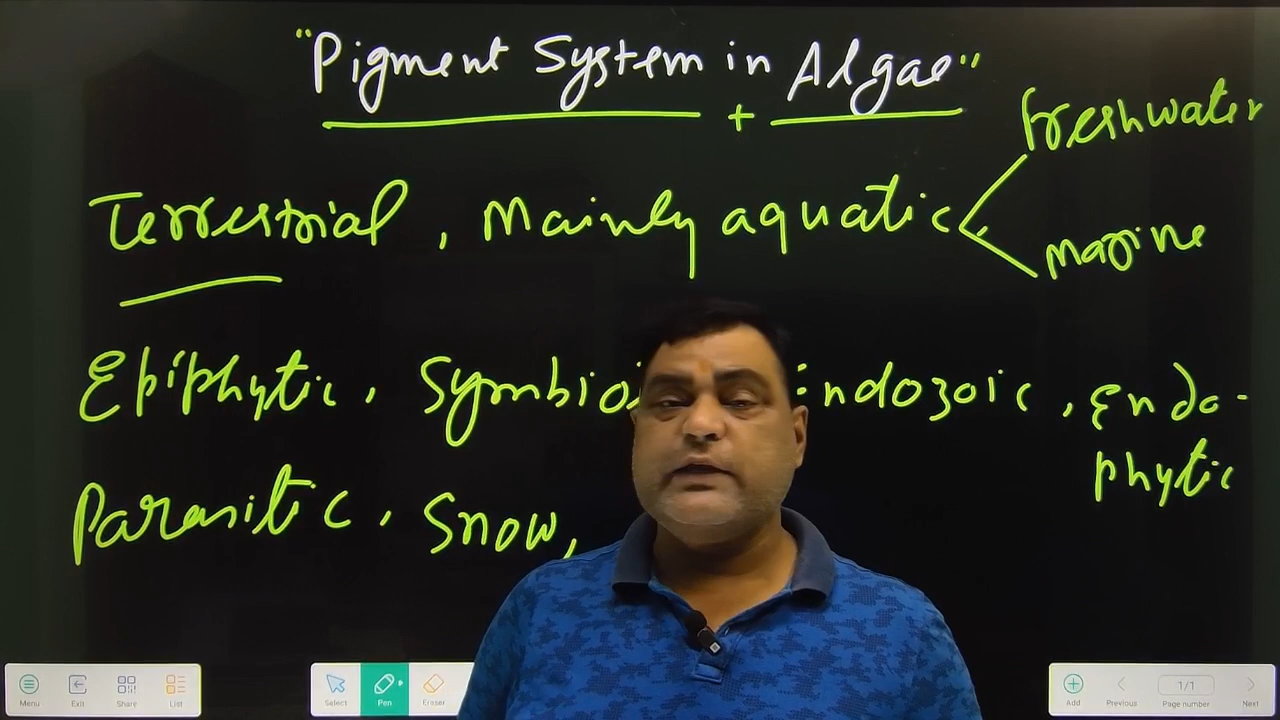 "Pigment System in Algae"
+
freshwater
Terrestrial, Mainly aquatic
marine
Epiphytic, Symbio Endozoic, Endo-
phytic
Parasitic, Snow,
Menu Exit Share List Select Pen Eraser Add Previous 1/1 Page number Next